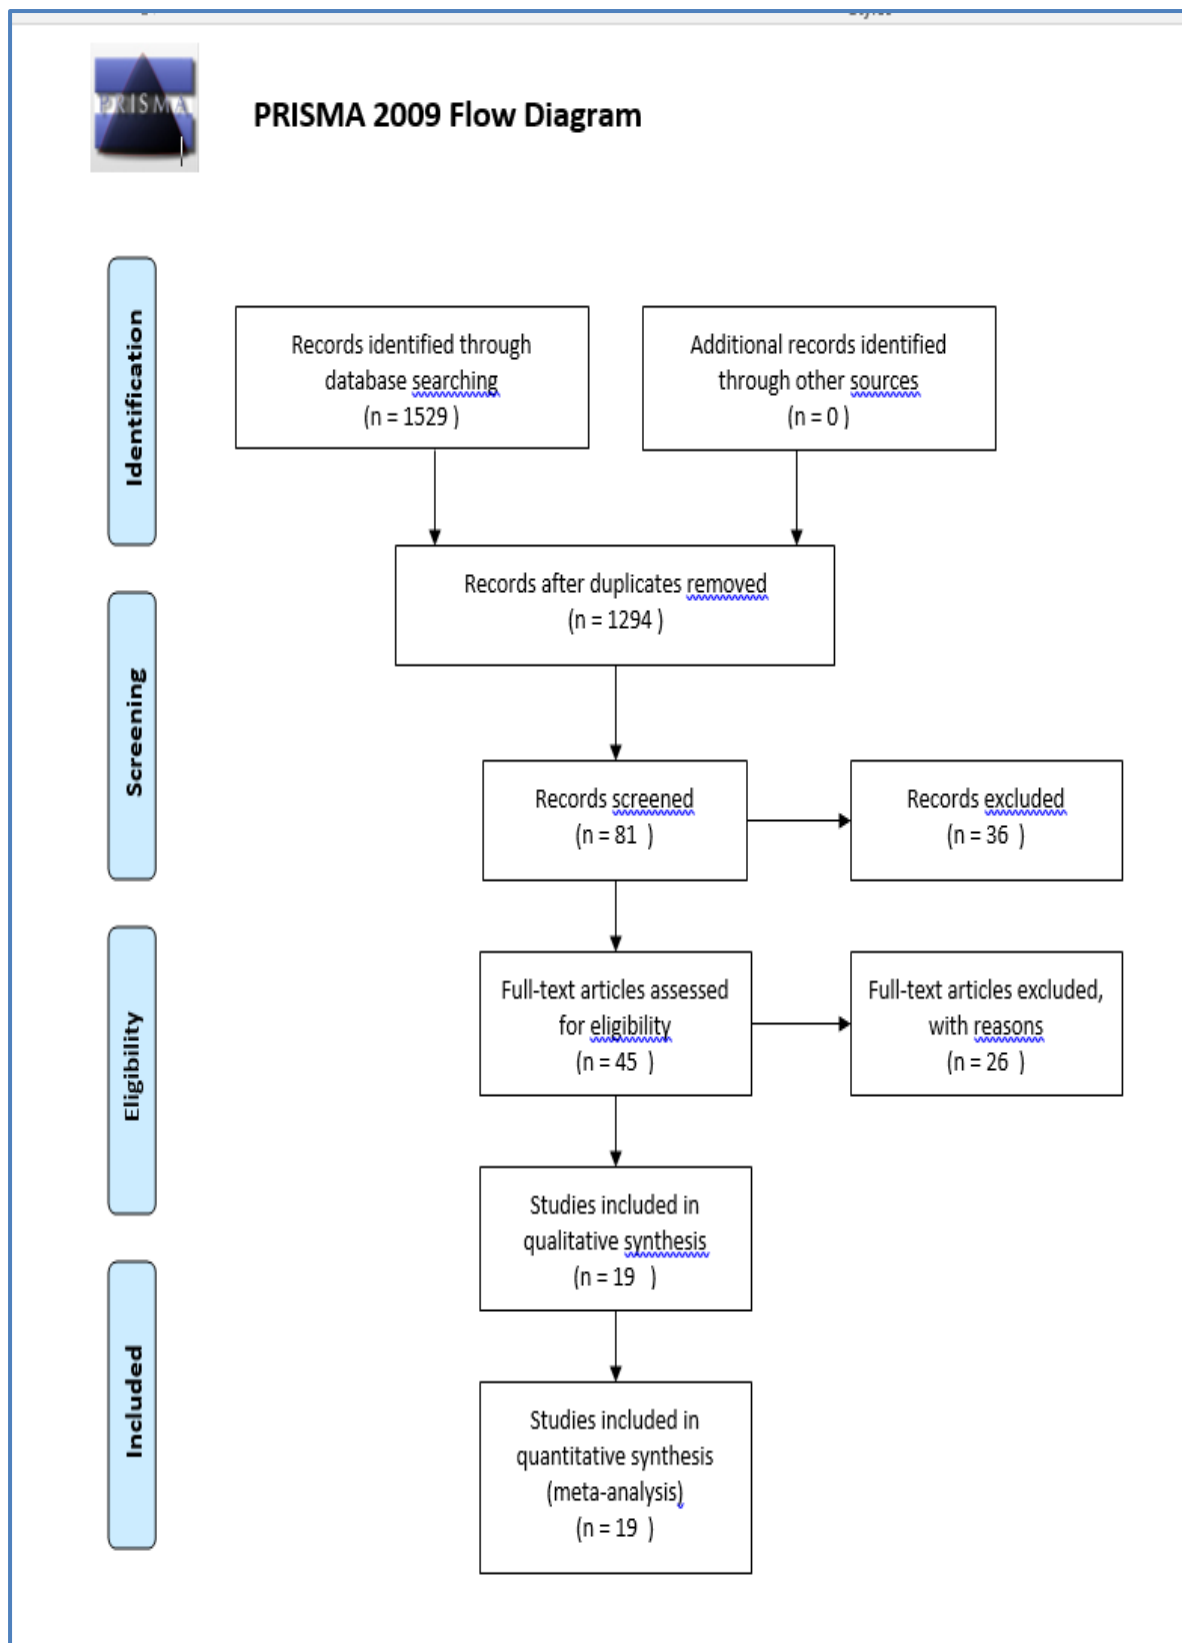 PRISMA
PRISMA 2009 Flow Diagram
Identification
Records identified through
database searching
(n = 1529 )
Additional records identified
through other sources
(n = 0 )
Records after duplicates removed
(n = 1294 )
Screening
Records screened
(n = 81 )
Records excluded
(n = 36 )
Eligibility
Full-text articles assessed
for eligibility
(n = 45 )
Full-text articles excluded,
with reasons
(n = 26 )
Studies included in
qualitative synthesis
(n = 19 )
Included
Studies included in
quantitative synthesis
(meta-analysis)
(n = 19 )